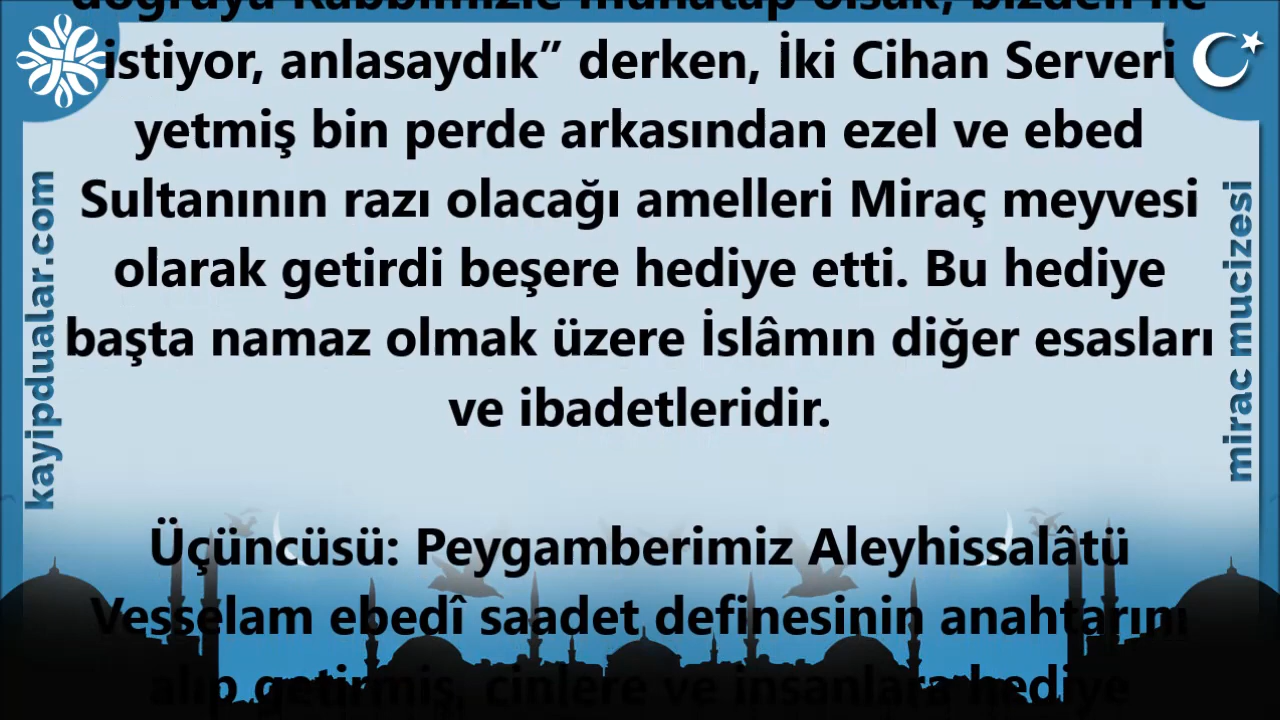 doğruya Rabbimizle muhatap olsak, bizden ne
istiyor, anlasaydık” derken, İki Cihan Serveri
yetmiş bin perde arkasından ezel ve ebed
Sultanının razı olacağı amelleri Miraç meyvesi
olarak getirdi beşere hediye etti. Bu hediye
başta namaz olmak üzere İslâmın diğer esasları
ve ibadetleridir.
Üçüncüsü: Peygamberimiz Aleyhissalâtü
Vesselam ebedî saadet definesinin anahtarını
alıp getirmiş, cinlere ve insanlara hediye
kayipdualar.com
mirac mucizesi